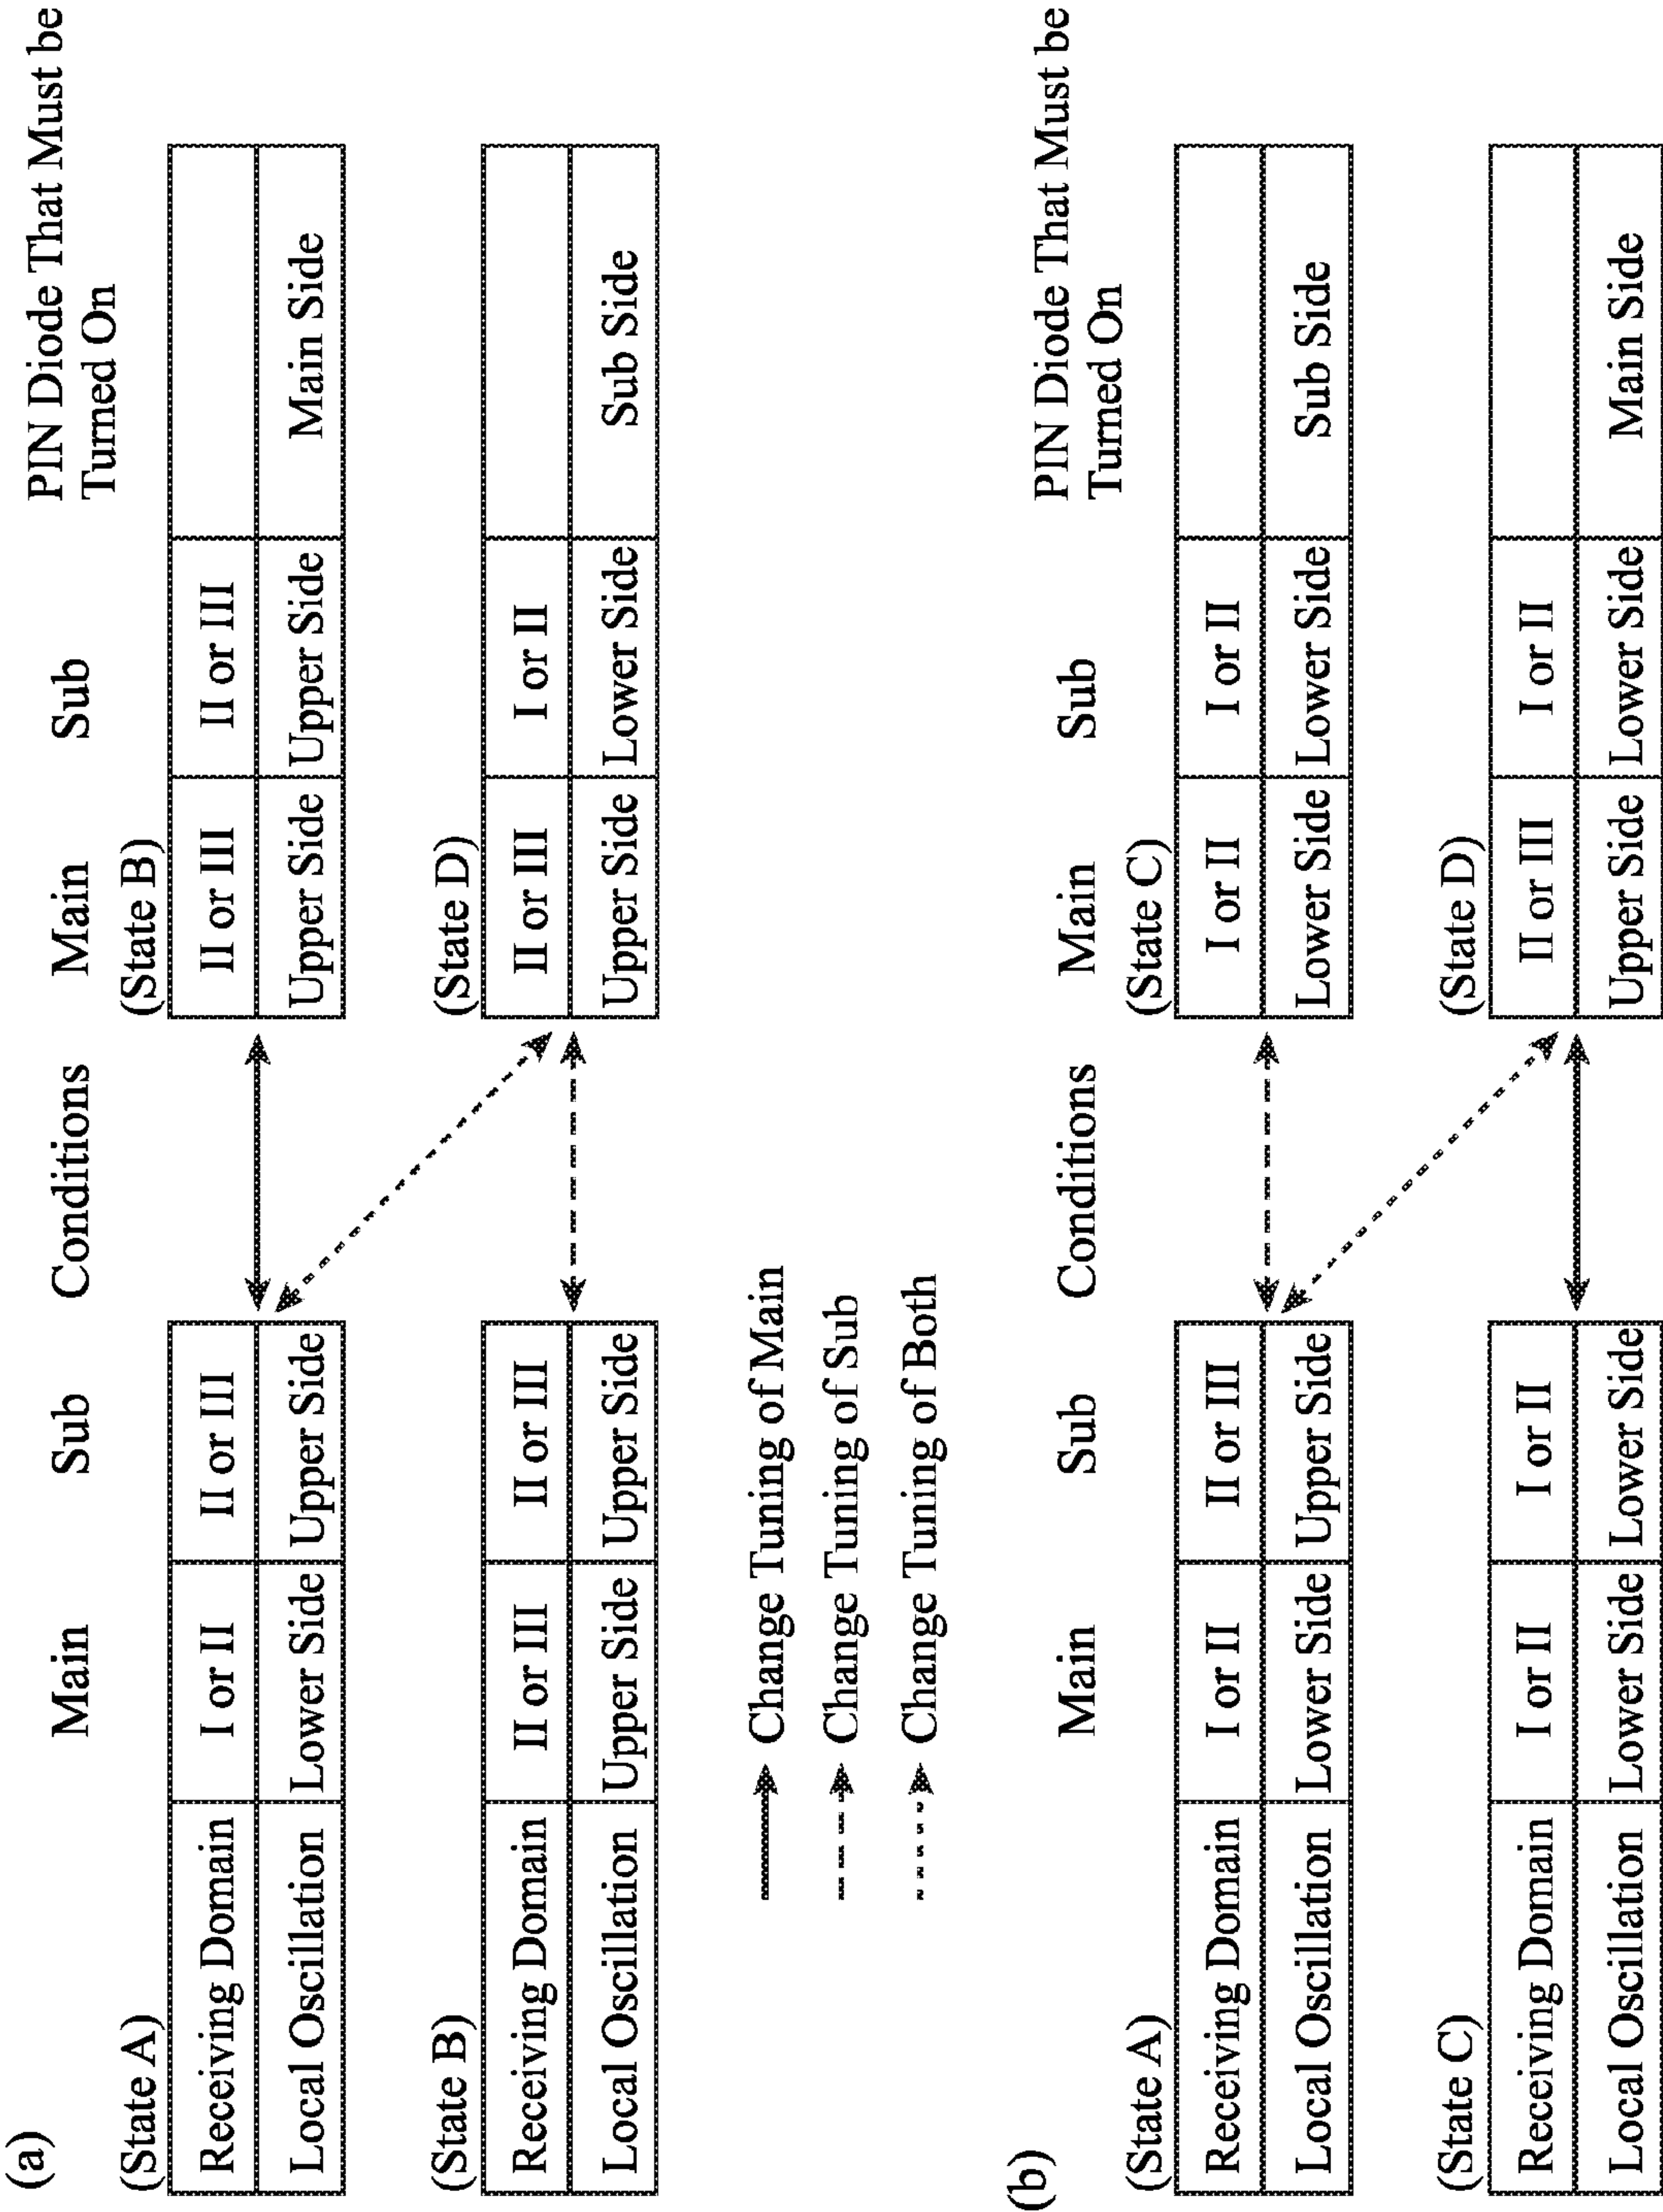 (a)
Main Sub Conditions Main Sub PIN Diode That Must be
Turned On
(State A) (State B)
Receiving Domain I or II II or III II or III II or III
Local Oscillation Lower Side Upper Side Upper Side Upper Side Main Side
(State B) (State D)
Receiving Domain II or III II or III II or III I or II
Local Oscillation Upper Side Upper Side Upper Side Lower Side Sub Side
Change Tuning of Main
Change Tuning of Sub
Change Tuning of Both
(b)
Main Sub Conditions Main Sub PIN Diode That Must be
Turned On
(State A) (State C)
Receiving Domain I or II II or III I or II I or II
Local Oscillation Lower Side Upper Side Lower Side Lower Side Sub Side
(State C) (State D)
Receiving Domain I or II I or II II or III I or II
Local Oscillation Lower Side Lower Side Upper Side Lower Side Main Side